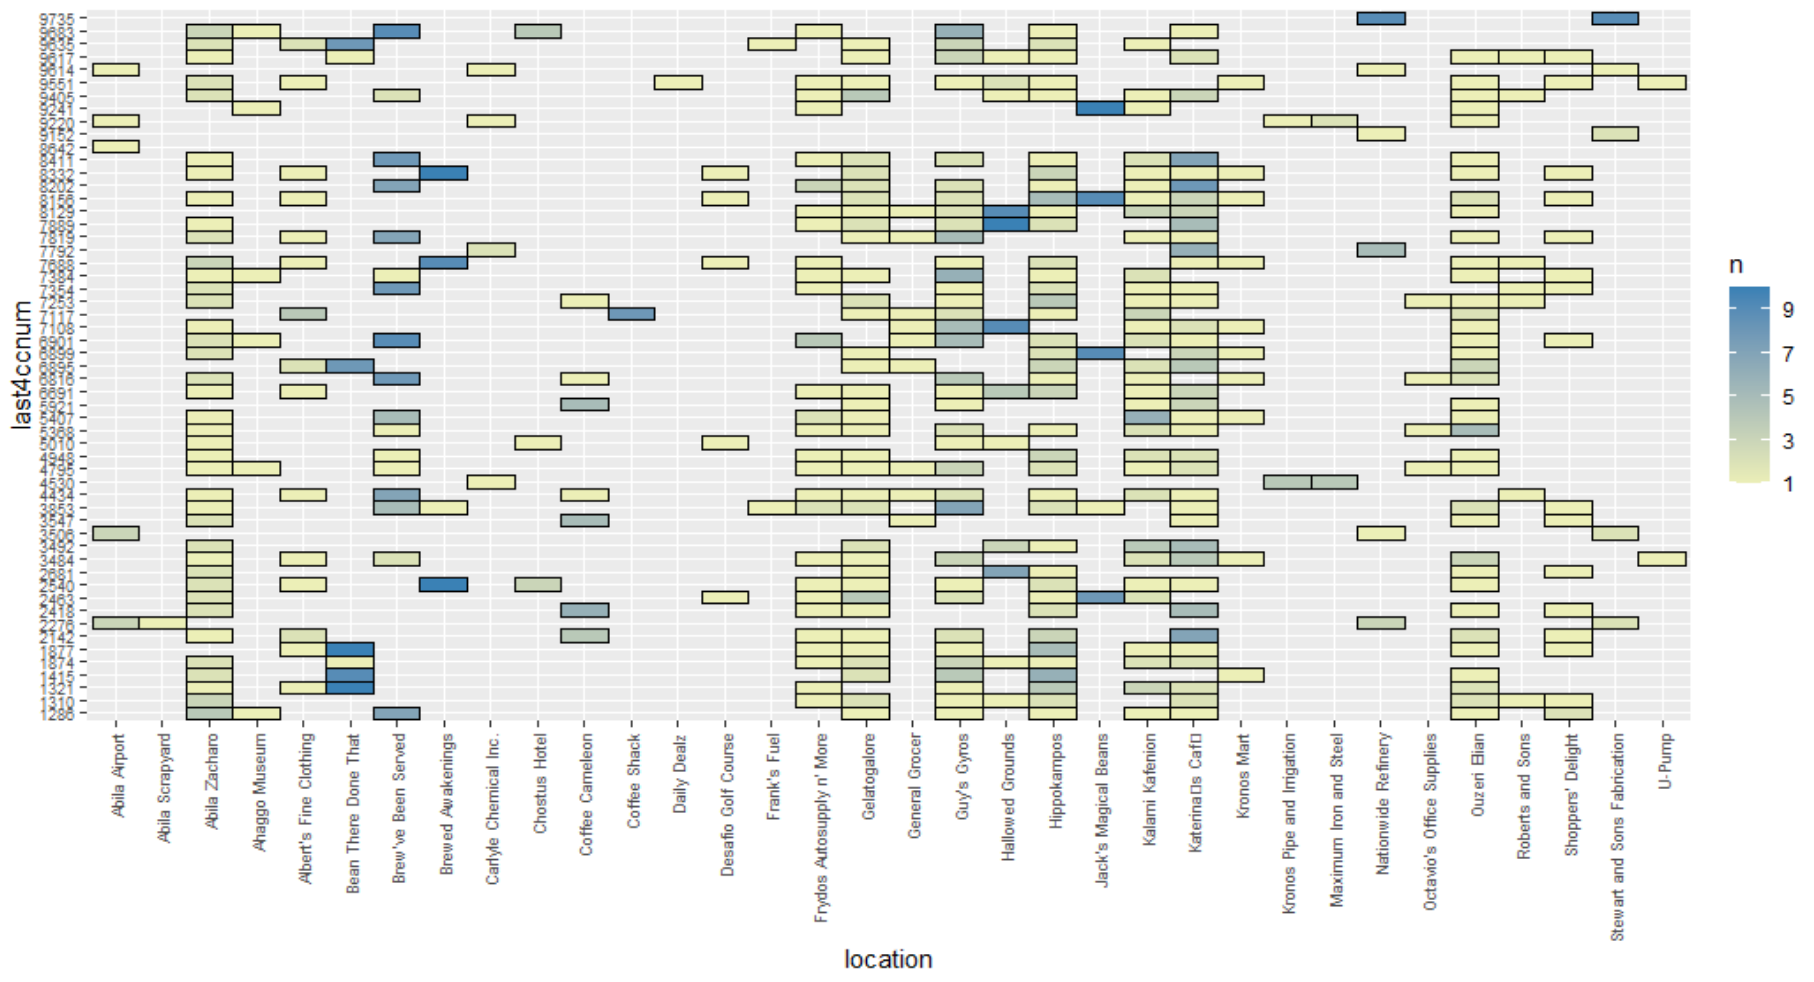 9735
9683
9635
9617
9614
9551
9405
9241
9220
9152
8642
8411
8332
8202
8156
8129
7889
7819
7792
7688
7384
7354
7253
7117
7108
6901
6899
6895
6816
6691
5921
5407
5368
5010
4948
4795
4530
4434
3853
3547
3506
3492
3484
2681
2540
2463
2418
2276
2142
1877
1874
1415
1321
1310
1286
last4ccnum
Abila Airport
Abila Scrapyard
Abila Zacharo
Ahaggo Museum
Albert's Fine Clothing
Bean There Done That
Brew've Been Served
Brewed Awakenings
Carlyle Chemical Inc.
Chostus Hotel
Coffee Cameleon
Coffee Shack
Daily Dealz
Desafio Golf Course
Frank's Fuel
Frydos Autosupply n' More
Gelatogalore
General Grocer
Guy's Gyros
Hallowed Grounds
Hippokampos
Jack's Magical Beans
Kalami Kafenion
Katerina□s Caf□
Kronos Mart
Kronos Pipe and Irrigation
Maximum Iron and Steel
Nationwide Refinery
Octavio's Office Supplies
Ouzeri Elian
Roberts and Sons
Shoppers' Delight
Stewart and Sons Fabrication
U-Pump
location
n
9
7
5
3
1